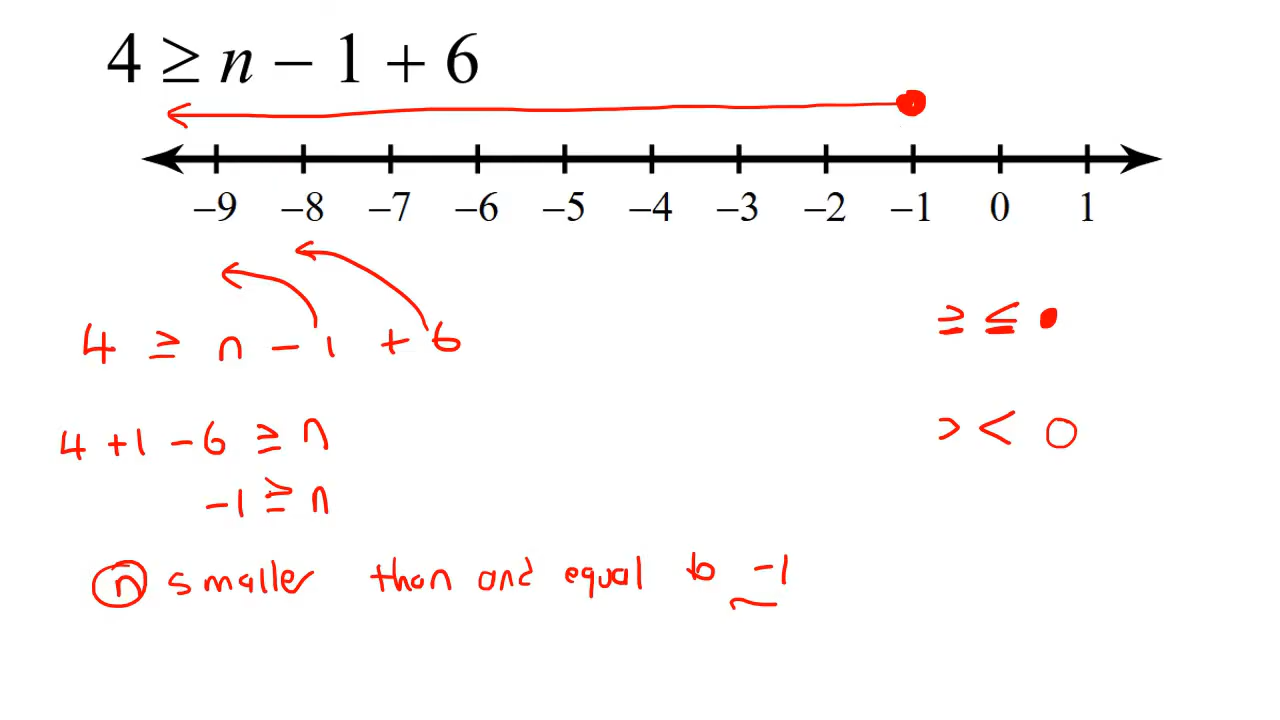 4 ≥ n − 1 + 6
−9 −8 −7 −6 −5 −4 −3 −2 −1 0 1
4 ≥ n − 1 + 6
≥ ≤
4 + 1 − 6 ≥ n
> <
−1 ≥ n
n smaller than and equal to −1